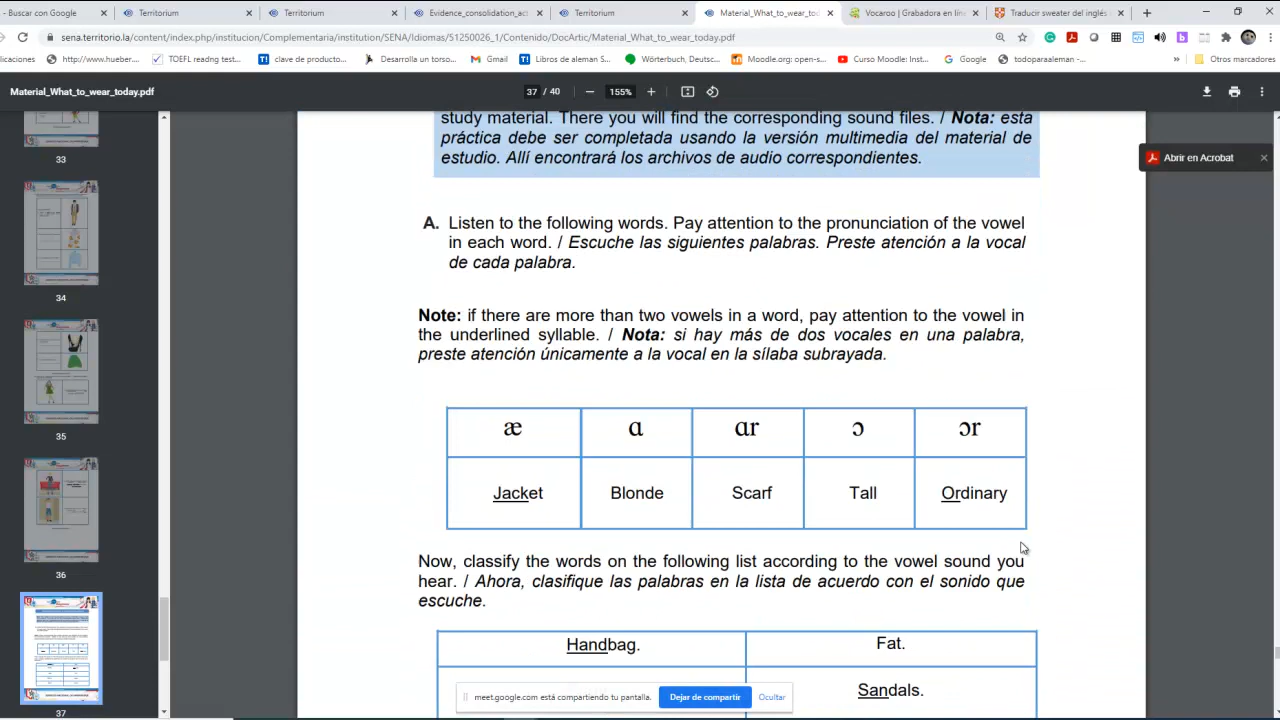 - Buscar con Google
Territorium
Territorium
Evidence_consolidation_act
Territorium
Material_What_to_wear_today
Vocaroo | Grabadora en líne
Traducir sweater del inglés
sena.territorio.la/content/index.php/institucion/Complementaria/institution/SENA/Idiomas/51250026_1/Contenido/DocArtic/Material_What_to_wear_today.pdf
licaciones http://www.hueber... TOEFL readng test... clave de producto... Desarrolla un torso... Gmail Libros de aleman S... Wörterbuch, Deutsc... Moodle.org: open-s... Curso Moodle: Inst... Google todoparaaleman... » Otros marcadores
Material_What_to_wear_today.pdf 37 / 40 155%
Abrir en Acrobat
33
34
35
36
37
study material. There you will find the corresponding sound files. / Nota: esta
práctica debe ser completada usando la versión multimedia del material de
estudio. Allí encontrará los archivos de audio correspondientes.
A. Listen to the following words. Pay attention to the pronunciation of the vowel
in each word. / Escuche las siguientes palabras. Preste atención a la vocal
de cada palabra.
Note: if there are more than two vowels in a word, pay attention to the vowel in
the underlined syllable. / Nota: si hay más de dos vocales en una palabra,
preste atención únicamente a la vocal en la sílaba subrayada.
æ ɑ ɑr ɔ ɔr
Jacket Blonde Scarf Tall Ordinary
Now, classify the words on the following list according to the vowel sound you
hear. / Ahora, clasifique las palabras en la lista de acuerdo con el sonido que
escuche.
Handbag. Fat.
Sandals.
meet.google.com está compartiendo tu pantalla. Dejar de compartir Ocultar